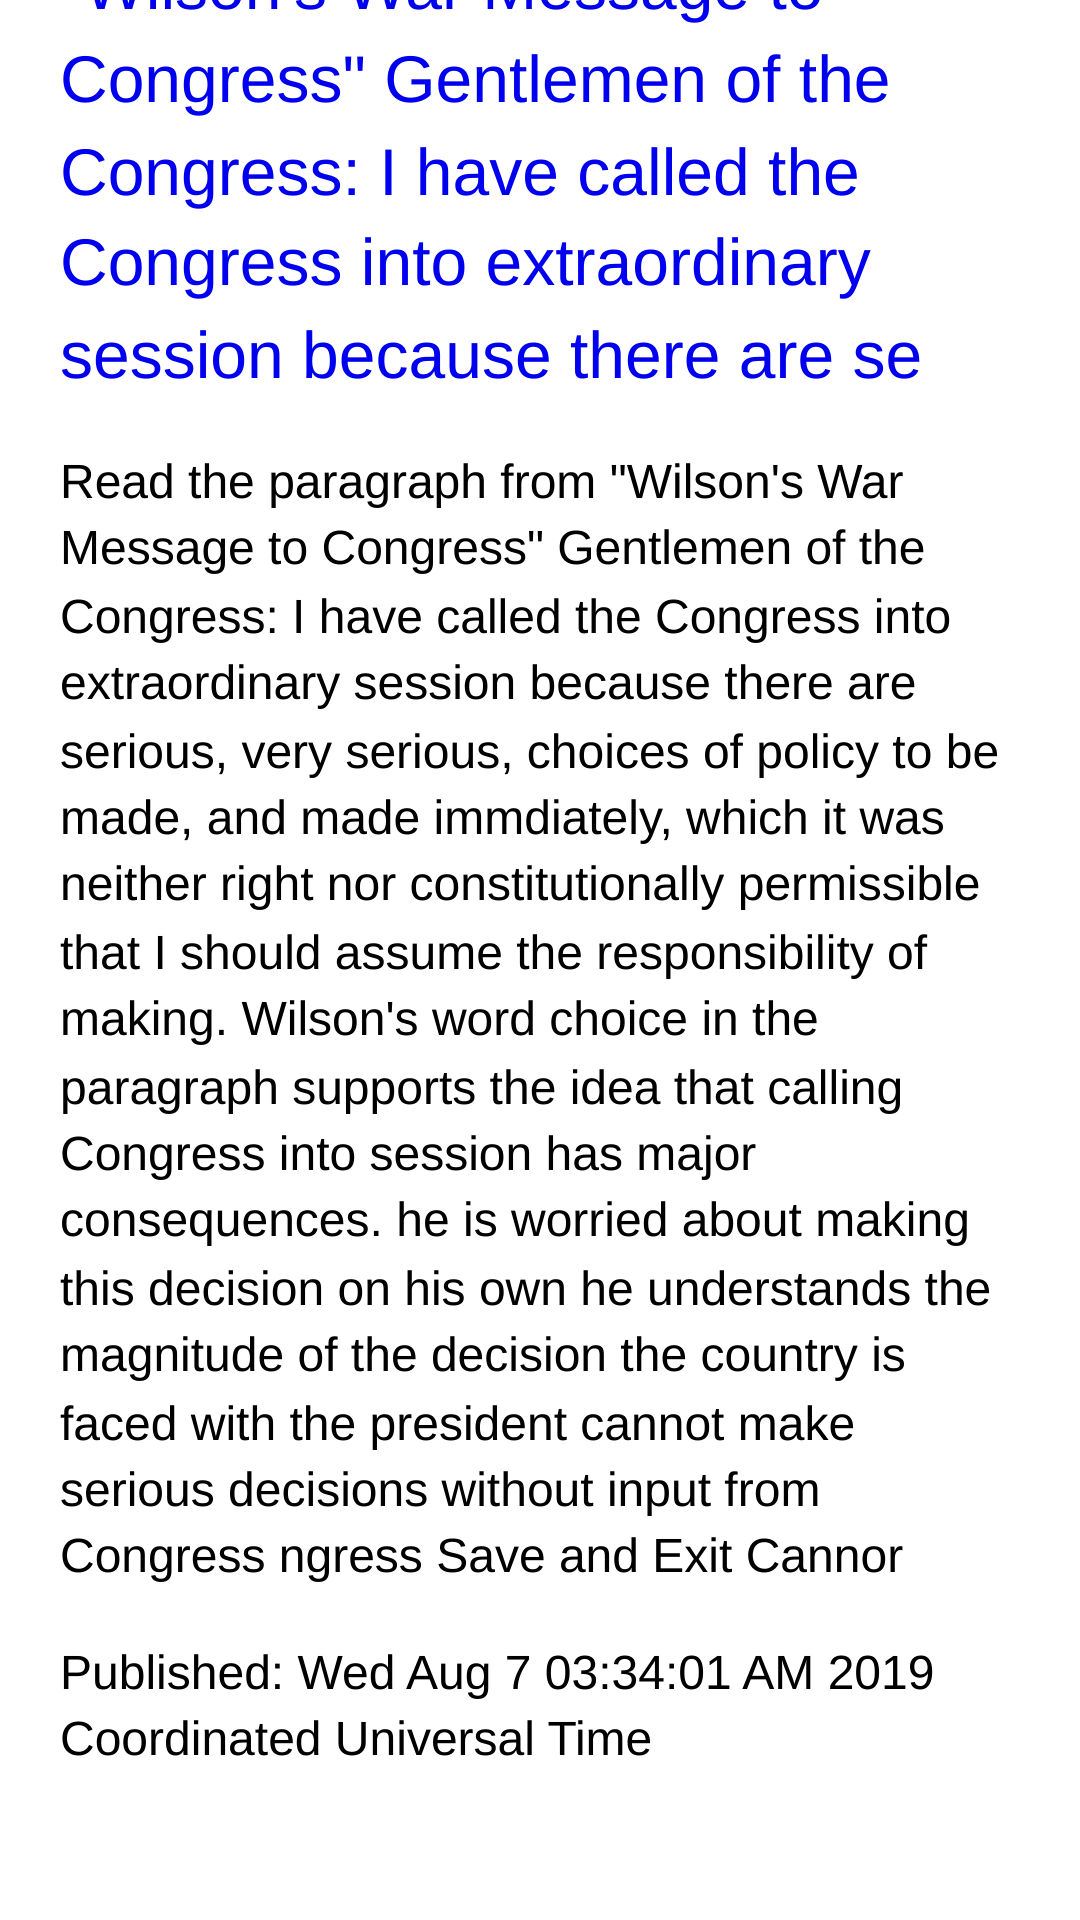 "Wilson's War Message to
Congress" Gentlemen of the
Congress: I have called the
Congress into extraordinary
session because there are se
Read the paragraph from "Wilson's War
Message to Congress" Gentlemen of the
Congress: I have called the Congress into
extraordinary session because there are
serious, very serious, choices of policy to be
made, and made immdiately, which it was
neither right nor constitutionally permissible
that I should assume the responsibility of
making. Wilson's word choice in the
paragraph supports the idea that calling
Congress into session has major
consequences. he is worried about making
this decision on his own he understands the
magnitude of the decision the country is
faced with the president cannot make
serious decisions without input from
Congress ngress Save and Exit Cannor
Published: Wed Aug 7 03:34:01 AM 2019
Coordinated Universal Time